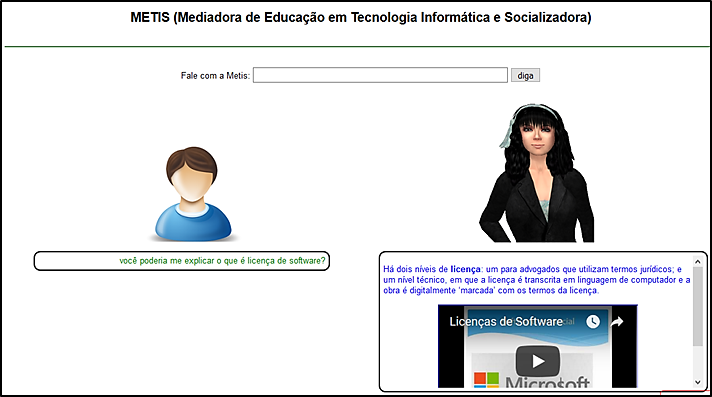 METIS (Mediadora de Educação em Tecnologia Informática e Socializadora)
Fale com a Metis:
diga
você poderia me explicar o que é licença de software?
Há dois níveis de licença: um para advogados que utilizam termos jurídicos; e
um nível técnico, em que a licença é transcrita em linguagem de computador e a
obra é digitalmente ‘marcada’ com os termos da licença.
Licenças de Software
Microsoft